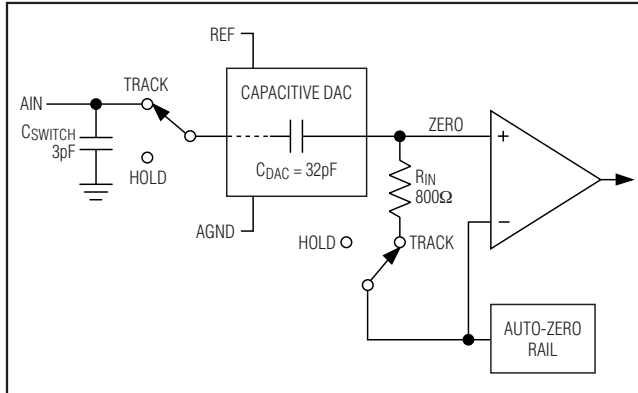 REF
TRACK
CAPACITIVE DAC
AIN
ZERO
+
CSWITCH
3pF
CDAC = 32pF
RIN
800Ω
HOLD
−
AGND
HOLD
TRACK
AUTO-ZERO
RAIL